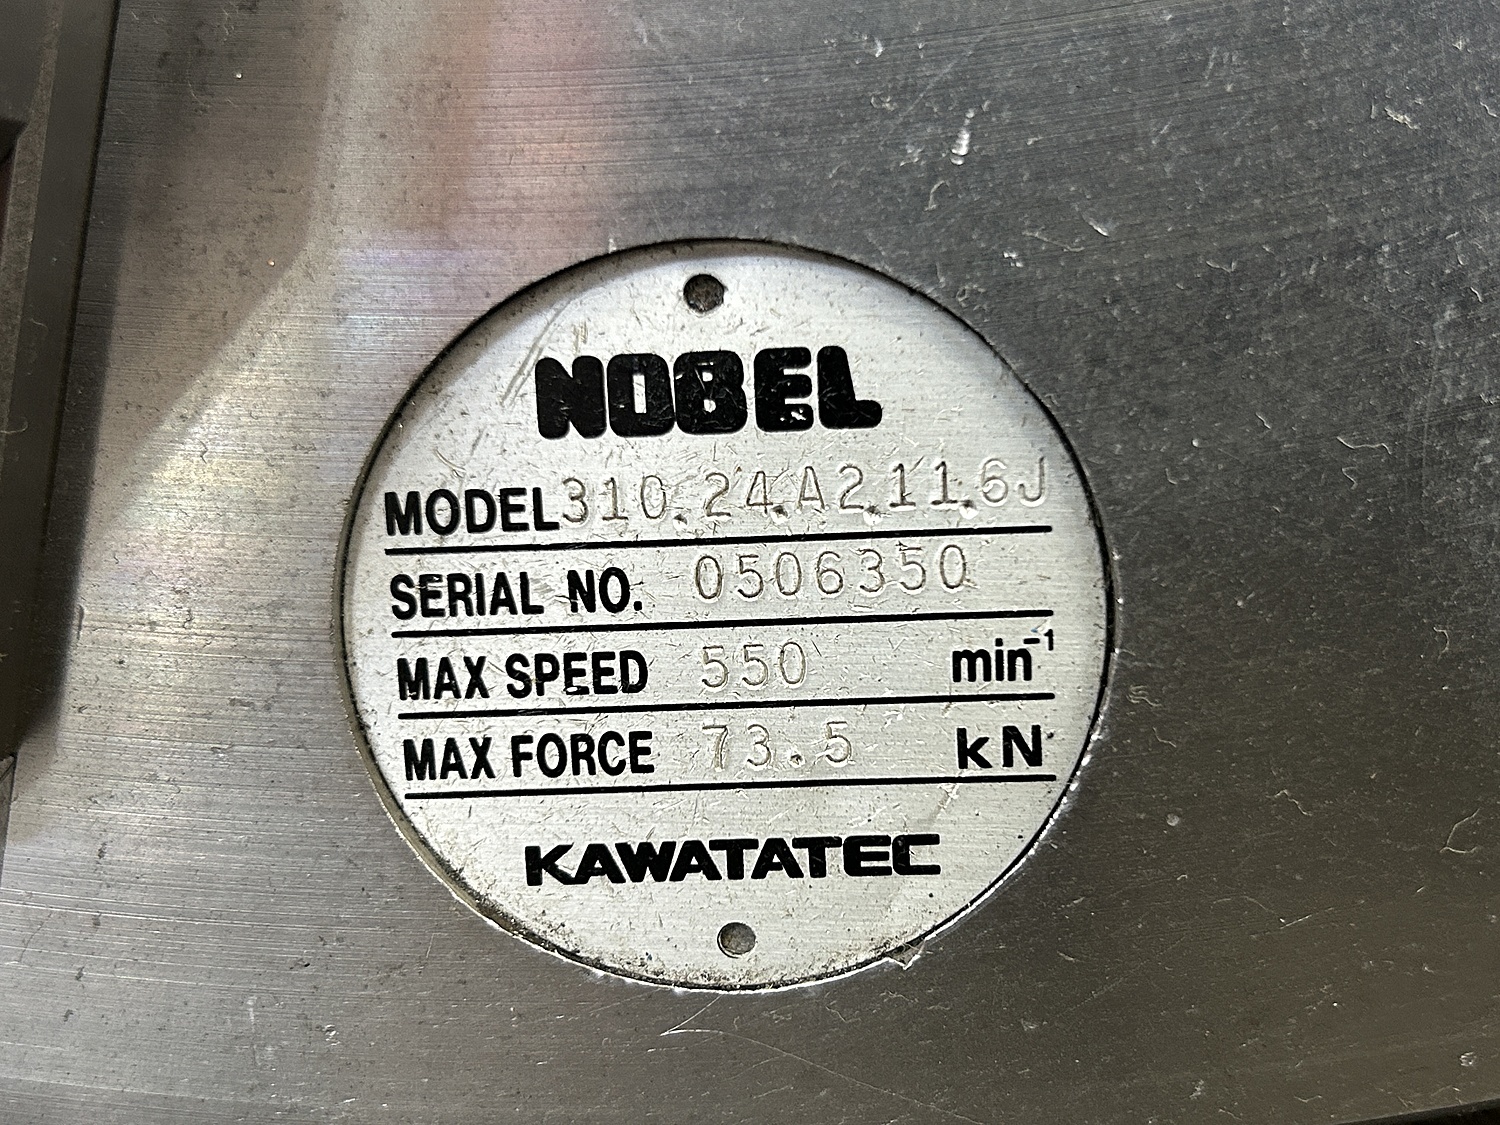 NOBEL
MODEL 310.24.A2.11.6J
SERIAL NO. 0506350
MAX SPEED 550 min⁻¹
MAX FORCE 73.5 kN
KAWATATEC